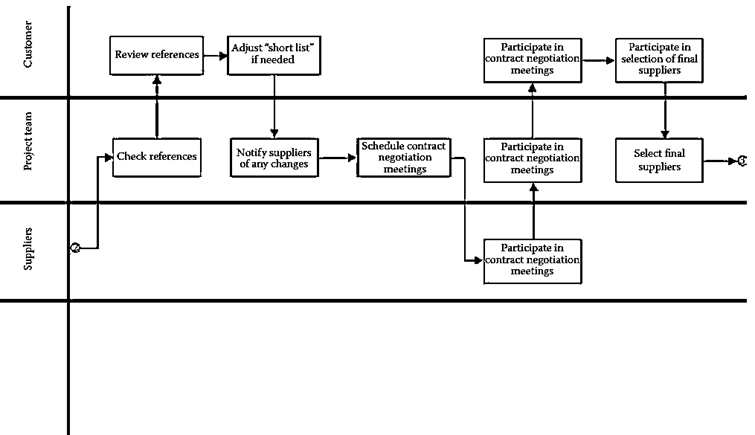 Customer
Review references
Adjust “short list”
if needed
Participate in
contract negotiation
meetings
Participate in
selection of final
suppliers
Project team
Check references
Notify suppliers
of any changes
Schedule contract
negotiation
meetings
Participate in
contract negotiation
meetings
Select final
suppliers
Suppliers
2
Participate in
contract negotiation
meetings